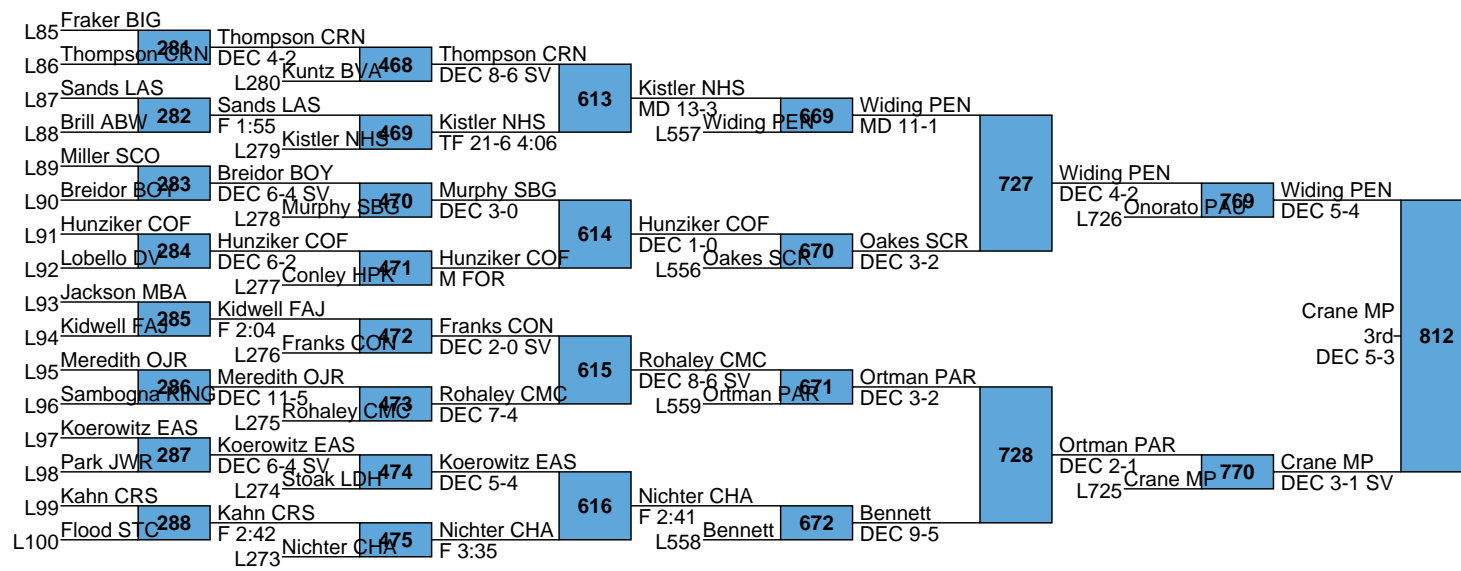 L85 Fraker BIG
281
L86 Thompson CRN
Thompson CRN
DEC 4-2
468
L280 Kuntz BVA
Thompson CRN
DEC 8-6 SV
L87 Sands LAS
282
L88 Brill ABW
Sands LAS
F 1:55
469
L279 Kistler NHS
Kistler NHS
TF 21-6 4:06
613
Kistler NHS
MD 13-3
669
L557 Widing PEN
Widing PEN
MD 11-1
L89 Miller SCO
283
L90 Breidor BOY
Breidor BOY
DEC 6-4 SV
470
L278 Murphy SBG
Murphy SBG
DEC 3-0
L91 Hunziker COF
284
L92 Lobello DV
Hunziker COF
DEC 6-2
471
L277 Conley HPK
Hunziker COF
M FOR
614
Hunziker COF
DEC 1-0
670
L556 Oakes SCR
Oakes SCR
DEC 3-2
727
Widing PEN
DEC 4-2
769
L726 Onorato PAU
Widing PEN
DEC 5-4
L93 Jackson MBA
285
L94 Kidwell FAJ
Kidwell FAJ
F 2:04
472
L276 Franks CON
Franks CON
DEC 2-0 SV
L95 Meredith OJR
286
L96 Sambogna KING
Meredith OJR
DEC 11-5
473
L275 Rohaley CMC
Rohaley CMC
DEC 7-4
615
Rohaley CMC
DEC 8-6 SV
671
L559 Ortman PAR
Ortman PAR
DEC 3-2
L97 Koerowitz EAS
287
L98 Park JWR
Koerowitz EAS
DEC 6-4 SV
474
L274 Stoak LDH
Koerowitz EAS
DEC 5-4
L99 Kahn CRS
288
L100 Flood STC
Kahn CRS
F 2:42
475
L273 Nichter CHA
Nichter CHA
F 3:35
616
Nichter CHA
F 2:41
672
L558 Bennett
Bennett
DEC 9-5
728
Ortman PAR
DEC 2-1
770
L725 Crane MP
Crane MP
DEC 3-1 SV
812
Crane MP
3rd
DEC 5-3